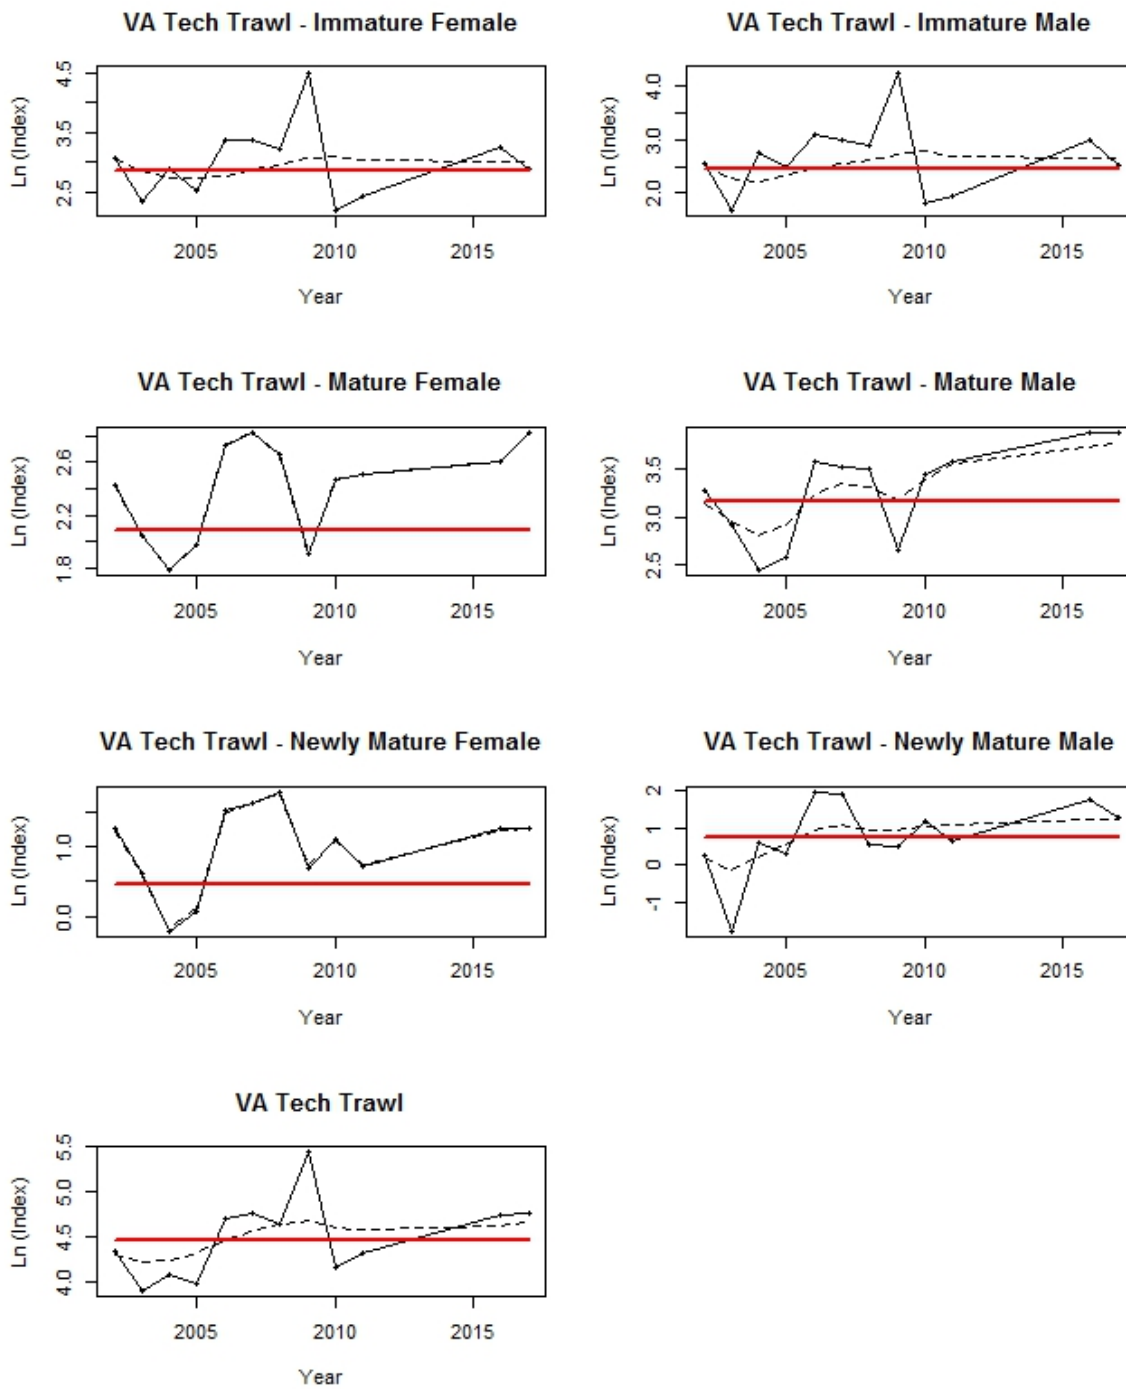 VA Tech Trawl - Immature Female
Ln (Index)
4.5
3.5
2.5
2005 2010 2015
Year
VA Tech Trawl - Immature Male
Ln (Index)
4.0
3.0
2.0
2005 2010 2015
Year
VA Tech Trawl - Mature Female
Ln (Index)
2.6
2.2
1.8
2005 2010 2015
Year
VA Tech Trawl - Mature Male
Ln (Index)
3.5
3.0
2.5
2005 2010 2015
Year
VA Tech Trawl - Newly Mature Female
Ln (Index)
1.0
0.0
2005 2010 2015
Year
VA Tech Trawl - Newly Mature Male
Ln (Index)
2
1
0
-1
2005 2010 2015
Year
VA Tech Trawl
Ln (Index)
5.5
5.0
4.5
4.0
2005 2010 2015
Year